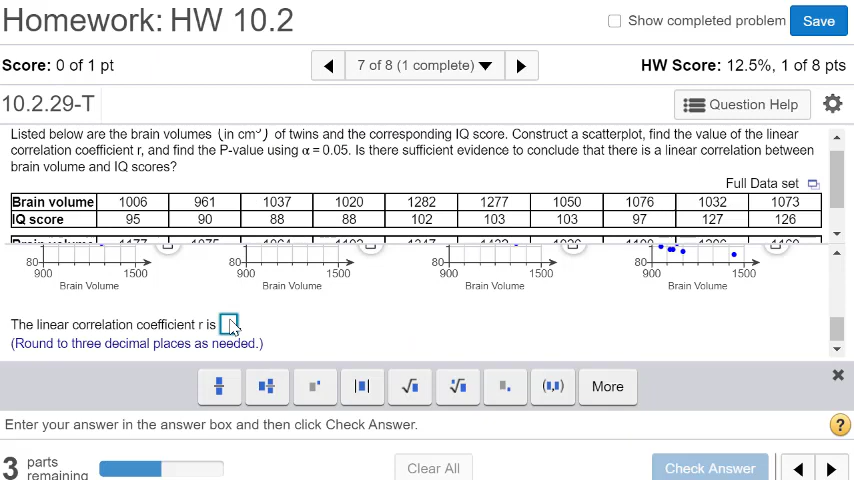 Homework: HW 10.2
Show completed problem
Save
Score: 0 of 1 pt
7 of 8 (1 complete)
HW Score: 12.5%, 1 of 8 pts
10.2.29-T
Question Help
Listed below are the brain volumes (in cm³) of twins and the corresponding IQ score. Construct a scatterplot, find the value of the linear
correlation coefficient r, and find the P-value using α = 0.05. Is there sufficient evidence to conclude that there is a linear correlation between
brain volume and IQ scores?
Full Data set
Brain volume 1006 961 1037 1020 1282 1277 1050 1076 1032 1073
IQ score 95 90 88 88 102 103 103 97 127 126
80 80 80 80
900 1500 900 1500 900 1500 900 1500
Brain Volume Brain Volume Brain Volume Brain Volume
The linear correlation coefficient r is
(Round to three decimal places as needed.)
More
Enter your answer in the answer box and then click Check Answer.
?
3 parts
remaining
Clear All
Check Answer